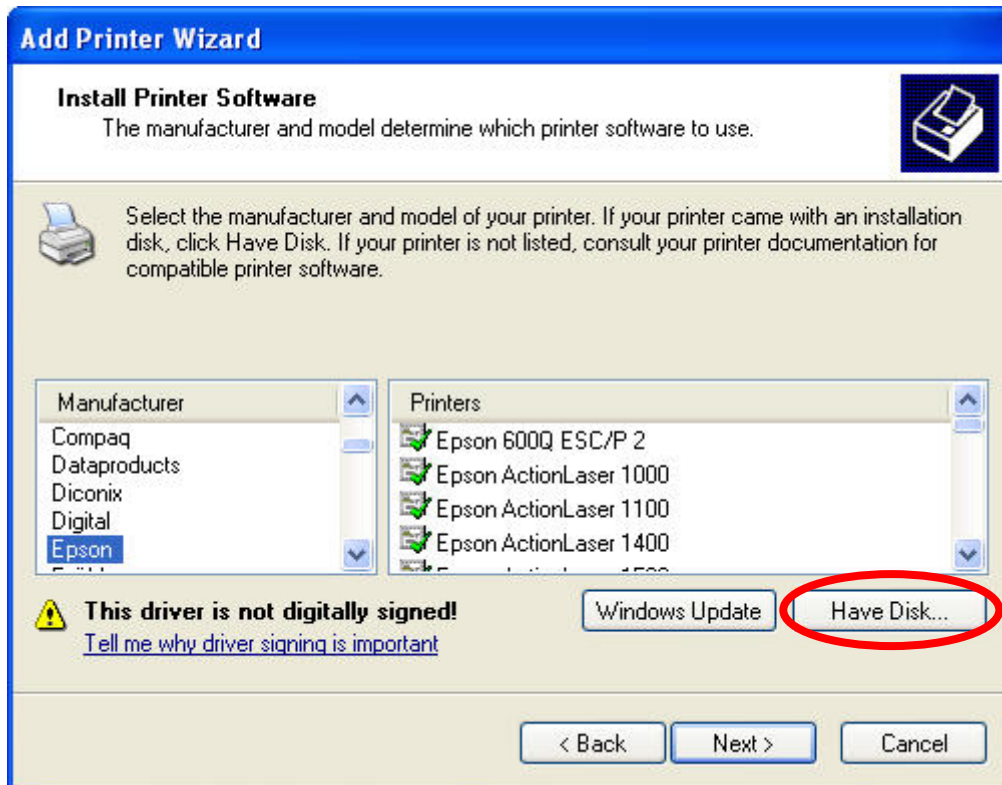 Add Printer Wizard
Install Printer Software
The manufacturer and model determine which printer software to use.
Select the manufacturer and model of your printer. If your printer came with an installation
disk, click Have Disk. If your printer is not listed, consult your printer documentation for
compatible printer software.
Manufacturer
Compaq
Dataproducts
Diconix
Digital
Epson
Printers
Epson 600Q ESC/P 2
Epson ActionLaser 1000
Epson ActionLaser 1100
Epson ActionLaser 1400
This driver is not digitally signed!
Tell me why driver signing is important
Windows Update
Have Disk...
< Back
Next >
Cancel